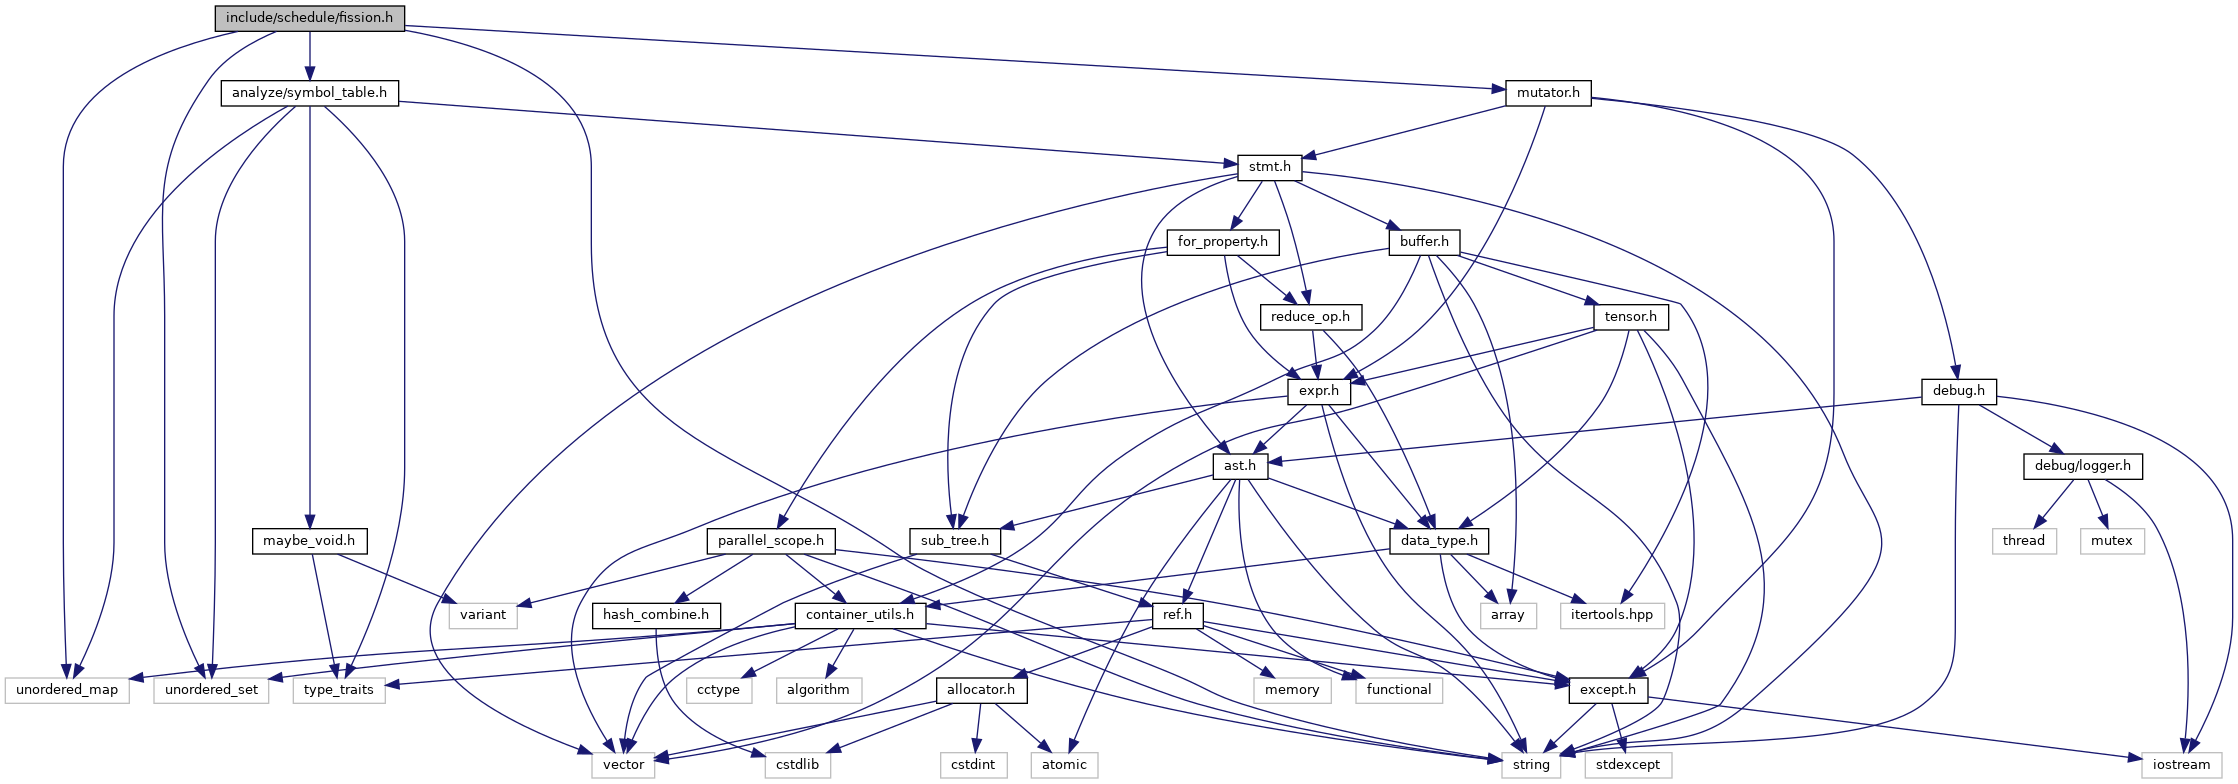 include/schedule/fission.h
analyze/symbol_table.h
mutator.h
stmt.h
for_property.h
buffer.h
reduce_op.h
tensor.h
expr.h
debug.h
ast.h
debug/logger.h
maybe_void.h
parallel_scope.h
sub_tree.h
data_type.h
thread
mutex
variant
hash_combine.h
container_utils.h
ref.h
array
itertools.hpp
unordered_map
unordered_set
type_traits
cctype
algorithm
allocator.h
memory
functional
except.h
vector
cstdlib
cstdint
atomic
string
stdexcept
iostream